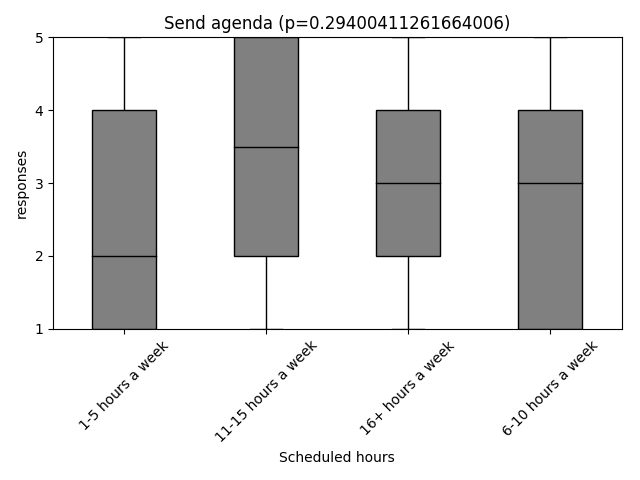 Send agenda (p=0.29400411261664006)
5
4
3
2
1
responses
1-5 hours a week
11-15 hours a week
16+ hours a week
6-10 hours a week
Scheduled hours